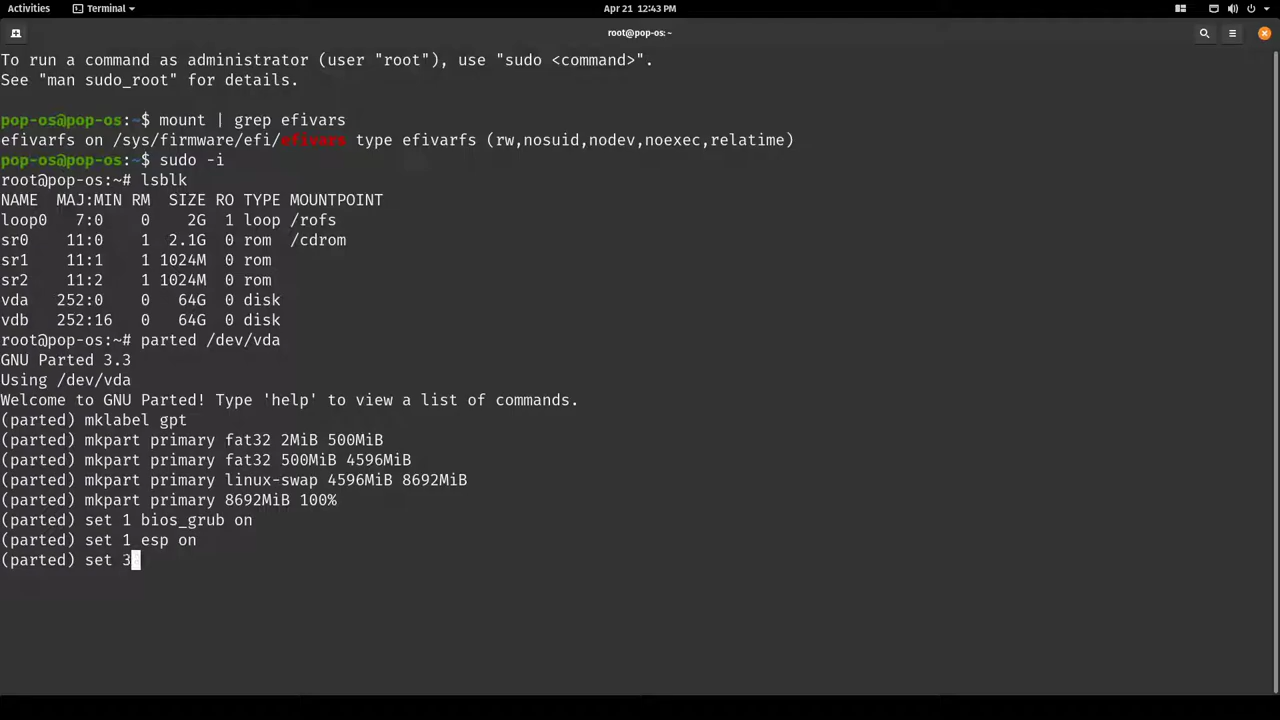 Activities
Terminal
Apr 21 12:43 PM
root@pop-os:~
To run a command as administrator (user "root"), use "sudo <command>".
See "man sudo_root" for details.
pop-os@pop-os:~$ mount | grep efivars
efivarfs on /sys/firmware/efi/efivars type efivarfs (rw,nosuid,nodev,noexec,relatime)
pop-os@pop-os:~$ sudo -i
root@pop-os:~# lsblk
NAME MAJ:MIN RM SIZE RO TYPE MOUNTPOINT
loop0 7:0 0 2G 1 loop /rofs
sr0 11:0 1 2.1G 0 rom /cdrom
sr1 11:1 1 1024M 0 rom
sr2 11:2 1 1024M 0 rom
vda 252:0 0 64G 0 disk
vdb 252:16 0 64G 0 disk
root@pop-os:~# parted /dev/vda
GNU Parted 3.3
Using /dev/vda
Welcome to GNU Parted! Type 'help' to view a list of commands.
(parted) mklabel gpt
(parted) mkpart primary fat32 2MiB 500MiB
(parted) mkpart primary fat32 500MiB 4596MiB
(parted) mkpart primary linux-swap 4596MiB 8692MiB
(parted) mkpart primary 8692MiB 100%
(parted) set 1 bios_grub on
(parted) set 1 esp on
(parted) set 3